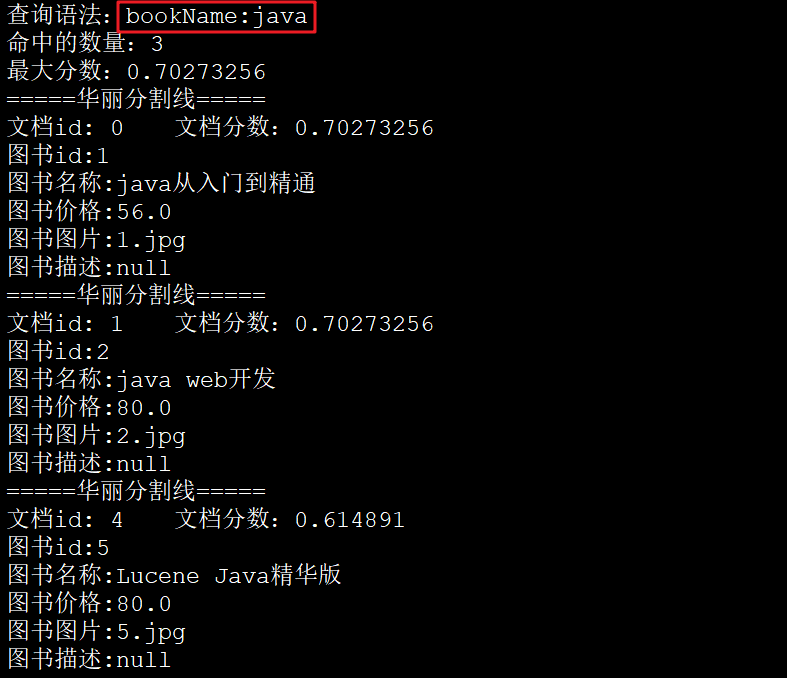 查询语法：bookName:java
命中的数量：3
最大分数：0.70273256
=====华丽分割线=====
文档id: 0    文档分数：0.70273256
图书id:1
图书名称:java从入门到精通
图书价格:56.0
图书图片:1.jpg
图书描述:null
=====华丽分割线=====
文档id: 1    文档分数：0.70273256
图书id:2
图书名称:java web开发
图书价格:80.0
图书图片:2.jpg
图书描述:null
=====华丽分割线=====
文档id: 4    文档分数：0.614891
图书id:5
图书名称:Lucene Java精华版
图书价格:80.0
图书图片:5.jpg
图书描述:null